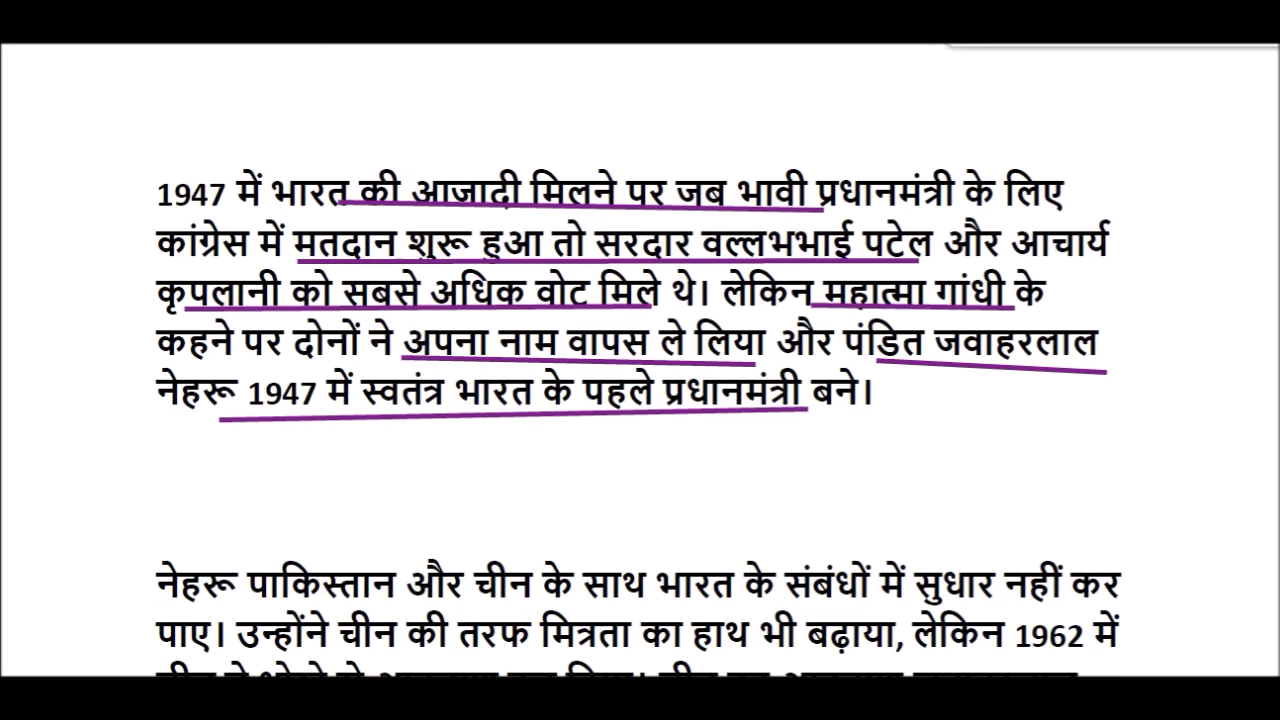 1947 में भारत की आजादी मिलने पर जब भावी प्रधानमंत्री के लिए
कांग्रेस में मतदान शुरू हुआ तो सरदार वल्लभभाई पटेल और आचार्य
कृपलानी को सबसे अधिक वोट मिले थे। लेकिन महात्मा गांधी के
कहने पर दोनों ने अपना नाम वापस ले लिया और पंडित जवाहरलाल
नेहरू 1947 में स्वतंत्र भारत के पहले प्रधानमंत्री बने।
नेहरू पाकिस्तान और चीन के साथ भारत के संबंधों में सुधार नहीं कर
पाए। उन्होंने चीन की तरफ मित्रता का हाथ भी बढ़ाया, लेकिन 1962 में